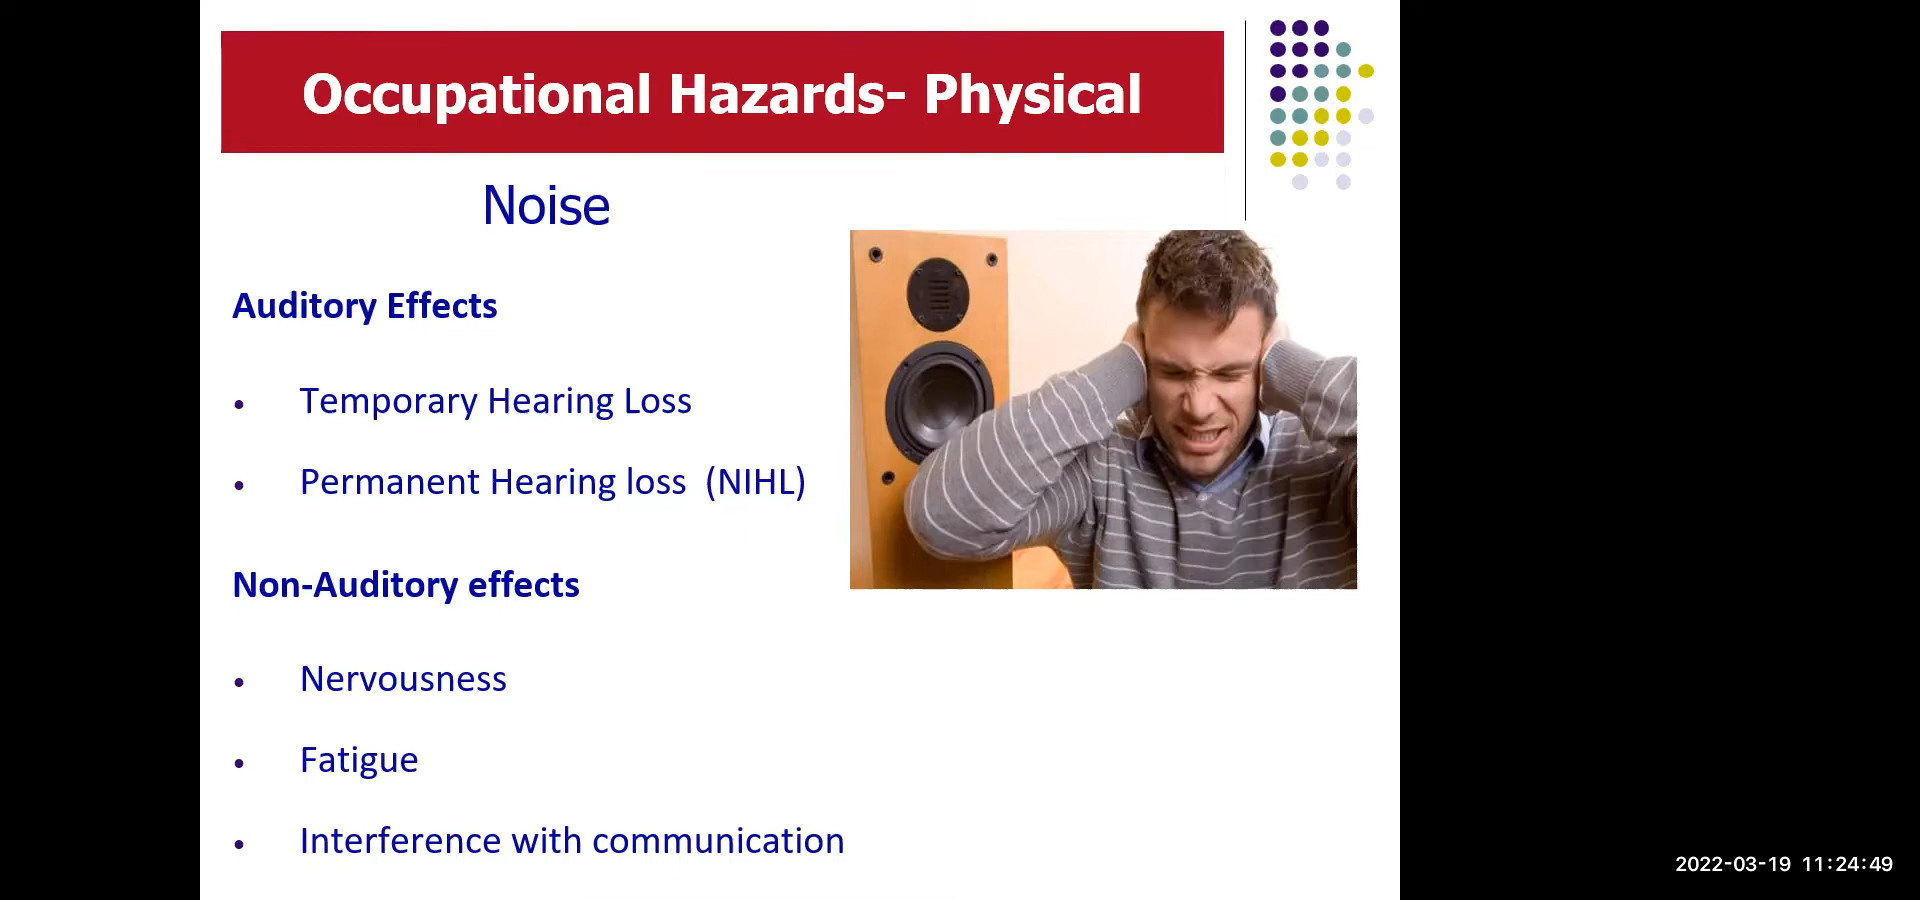 Occupational Hazards- Physical
Noise
Auditory Effects
• Temporary Hearing Loss
• Permanent Hearing loss (NIHL)
Non-Auditory effects
• Nervousness
• Fatigue
• Interference with communication
2022-03-19 11:24:49